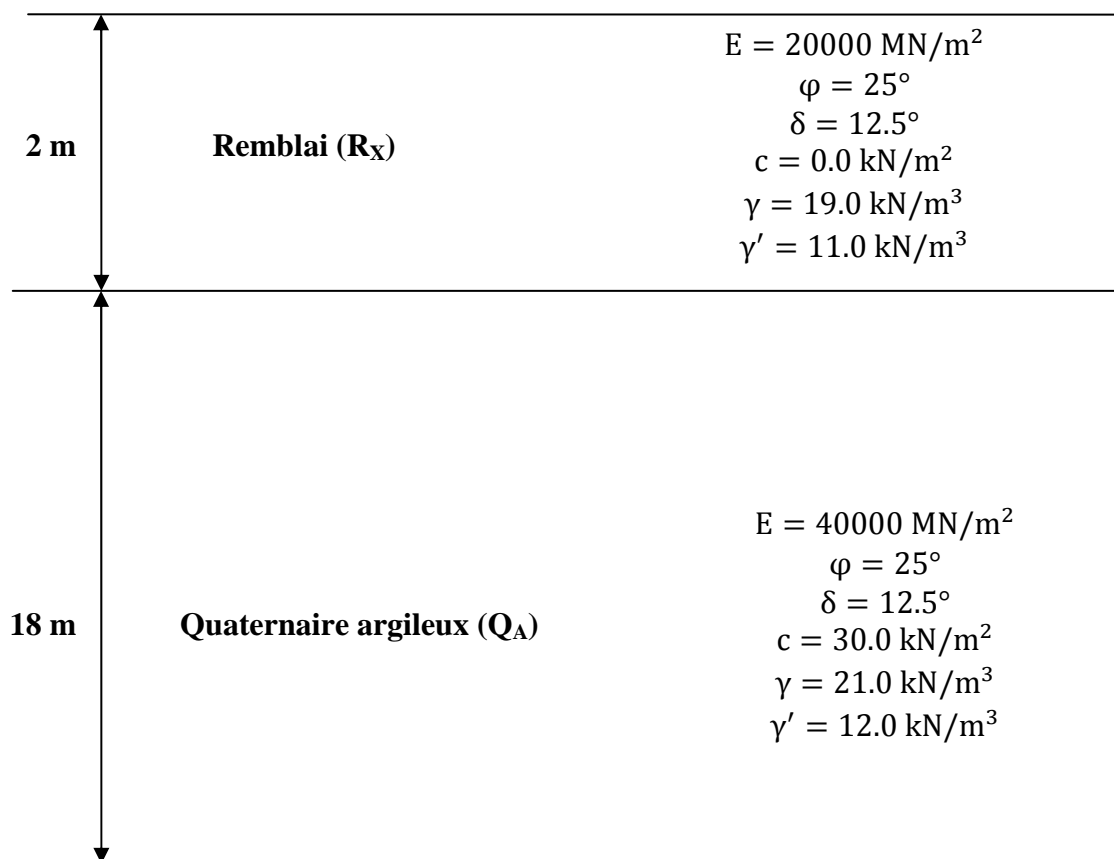 E = 20000 MN/m²
φ = 25°
δ = 12.5°
2 m Remblai (R_X)
c = 0.0 kN/m²
γ = 19.0 kN/m³
γ′ = 11.0 kN/m³
E = 40000 MN/m²
φ = 25°
δ = 12.5°
18 m Quaternaire argileux (Q_A)
c = 30.0 kN/m²
γ = 21.0 kN/m³
γ′ = 12.0 kN/m³